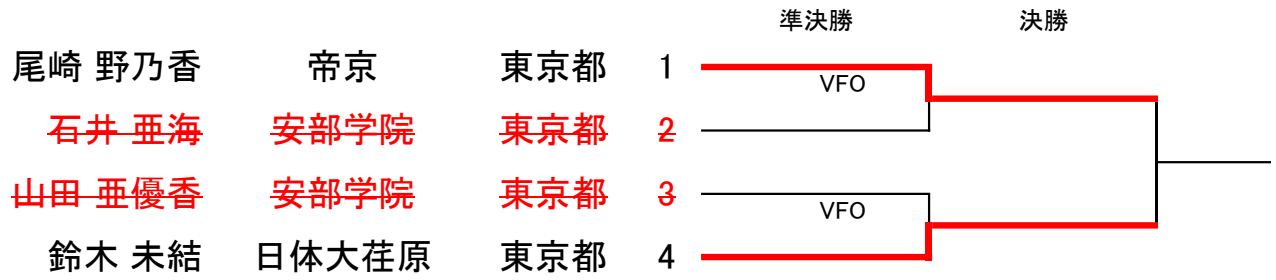 準決勝 決勝
尾崎 野乃香 帝京 東京都 1
VFO
石井 亜海 安部学院 東京都 2
山田 亜優香 安部学院 東京都 3
VFO
鈴木 未結 日体大荏原 東京都 4